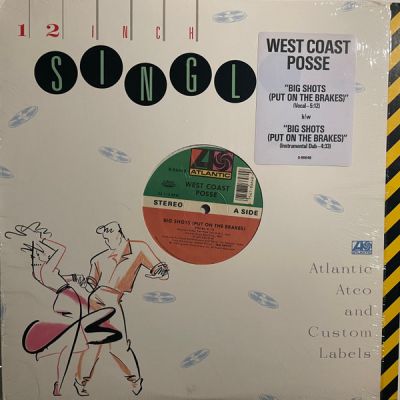 12 INCH
SINGL
WEST COAST
POSSE
"BIG SHOTS
(PUT ON THE BRAKES)"
(Vocal – 5:12)
b/w
"BIG SHOTS
(PUT ON THE BRAKES)"
(Instrumental Dub – 4:33)
ATLANTIC
WEST COAST
POSSE
STEREO
A SIDE
BIG SHOTS (PUT ON THE BRAKES)
ATLANTIC
Atlantic
Atco
and
Custom
Labels